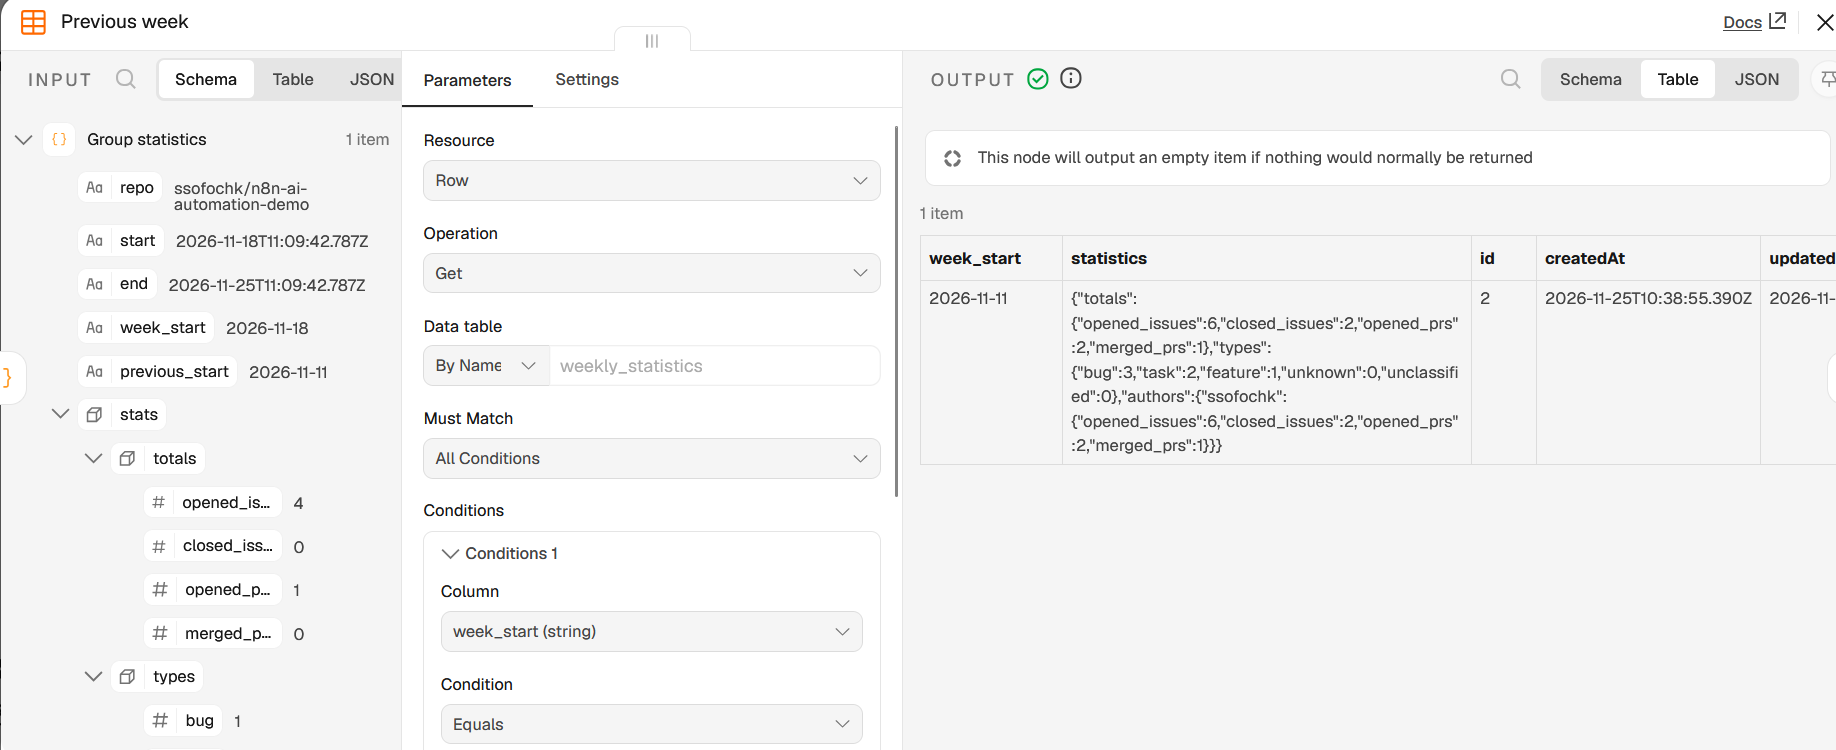 Previous week
Docs
INPUT
Schema
Table
JSON
Group statistics
1 item
Aa repo ssofochk/n8n-ai-
automation-demo
Aa start 2026-11-18T11:09:42.787Z
Aa end 2026-11-25T11:09:42.787Z
Aa week_start 2026-11-18
Aa previous_start 2026-11-11
stats
totals
# opened_is... 4
# closed_iss... 0
# opened_p... 1
# merged_p... 0
types
# bug 1
Parameters
Settings
Resource
Row
Operation
Get
Data table
By Name
weekly_statistics
Must Match
All Conditions
Conditions
Conditions 1
Column
week_start (string)
Condition
Equals
OUTPUT
Schema
Table
JSON
This node will output an empty item if nothing would normally be returned
1 item
week_start statistics id createdAt updated
2026-11-11
{"totals":
{"opened_issues":6,"closed_issues":2,"opened_prs"
:2,"merged_prs":1},"types":
{"bug":3,"task":2,"feature":1,"unknown":0,"unclassifi
ed":0},"authors":{"ssofochk":
{"opened_issues":6,"closed_issues":2,"opened_prs"
:2,"merged_prs":1}}}
2
2026-11-25T10:38:55.390Z
2026-11-